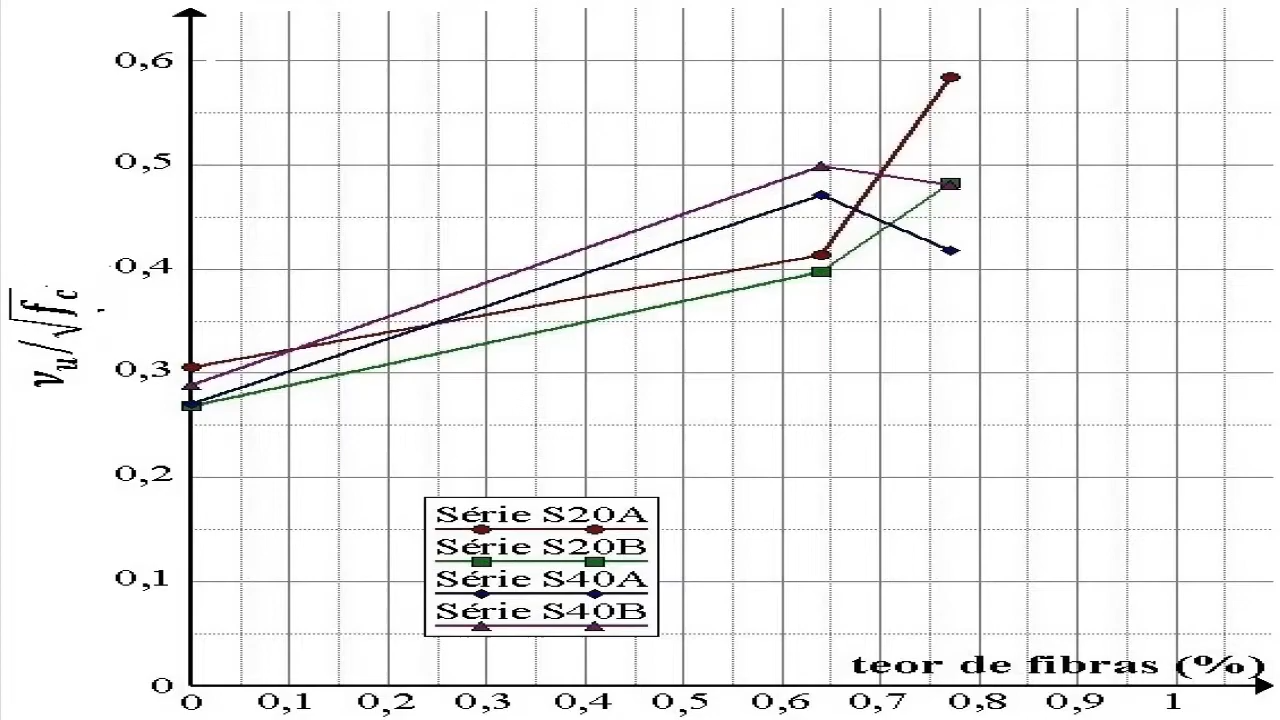 0,6
0,5
0,4
0,3
0,2
0,1
0
vu/√fc
Série S20A
Série S20B
Série S40A
Série S40B
teor de fibras (%)
0 0,1 0,2 0,3 0,4 0,5 0,6 0,7 0,8 0,9 1